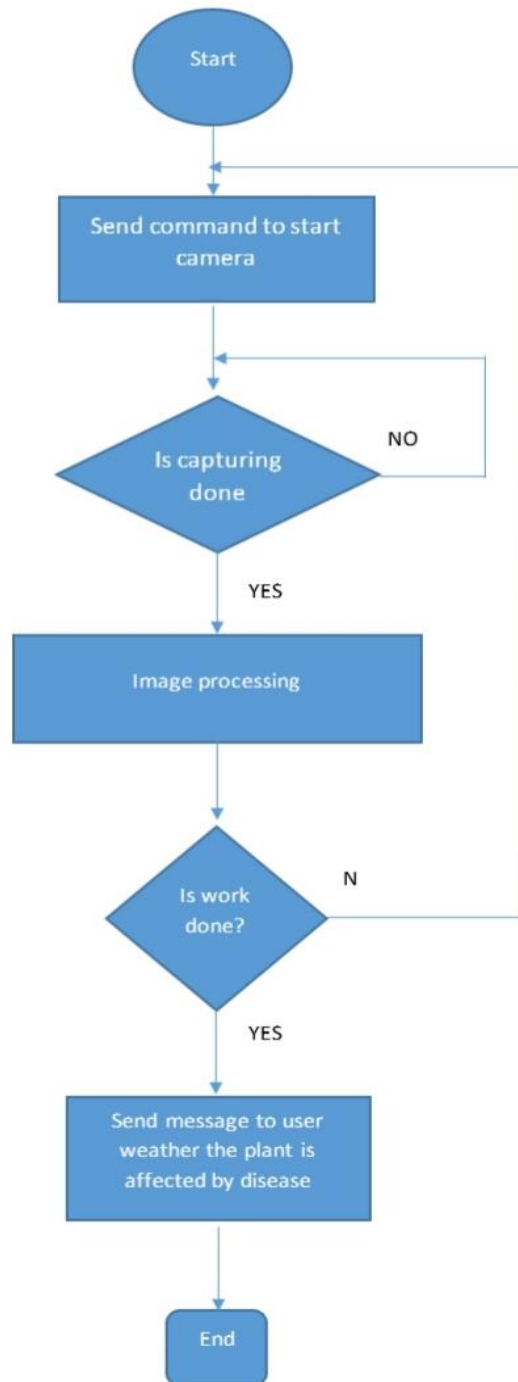 Start
Send command to start
camera
Is capturing
done
NO
YES
Image processing
Is work
done?
N
YES
Send message to user
weather the plant is
affected by disease
End